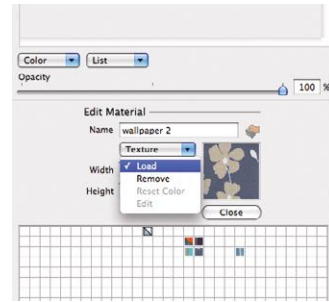 Color List
Opacity
100 %
Edit Material
Name wallpaper 2
Texture
Width ✓ Load
Remove
Height Reset Color
Edit
Close